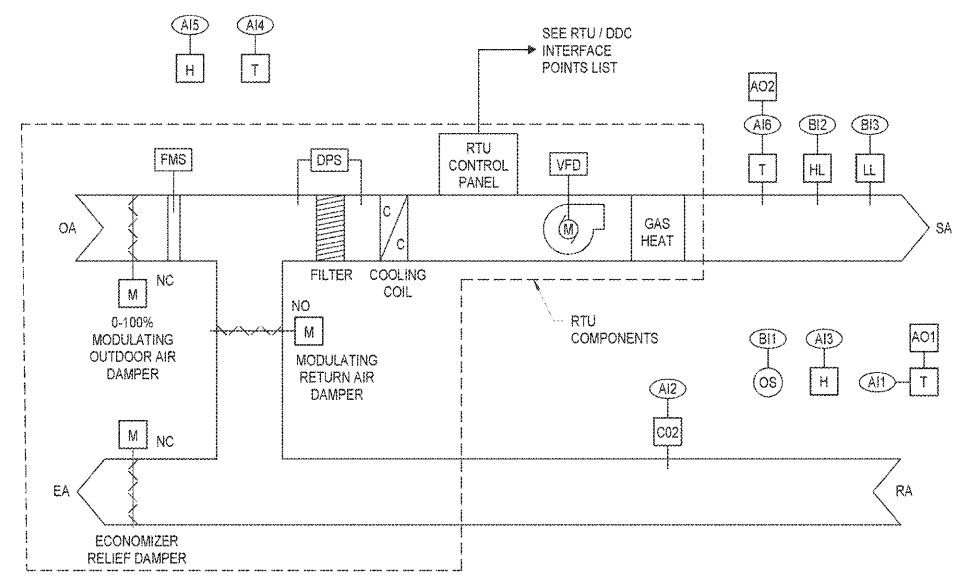 AI5
AI4
H
T
SEE RTU / DDC
INTERFACE
POINTS LIST
AO2
AI6
BI2
BI3
T
HL
LL
FMS
DPS
RTU
CONTROL
PANEL
VFD
OA
C
C
M
GAS
HEAT
SA
FILTER
COOLING
COIL
M
NC
0-100%
MODULATING
OUTDOOR AIR
DAMPER
NO
M
MODULATING
RETURN AIR
DAMPER
RTU
COMPONENTS
BI1
AI3
AO1
OS
H
AI1
T
AI2
C02
M
NC
EA
RA
ECONOMIZER
RELIEF DAMPER